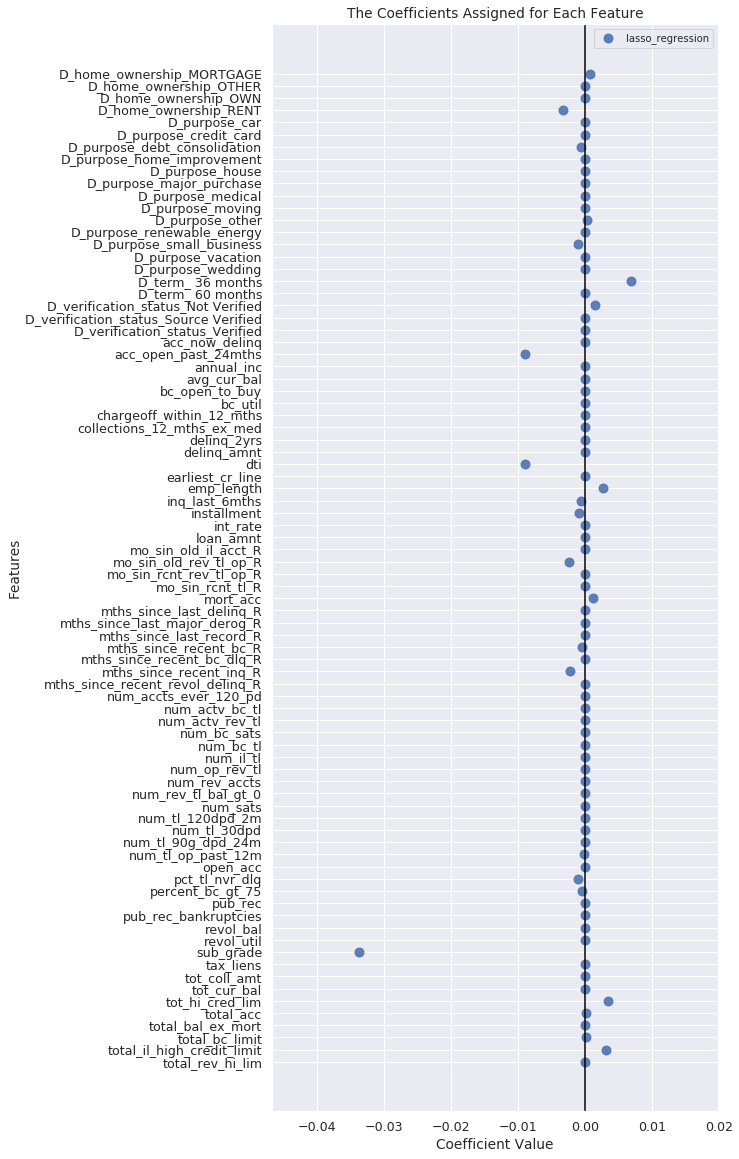 The Coefficients Assigned for Each Feature
lasso_regression
D_home_ownership_MORTGAGE
D_home_ownership_OTHER
D_home_ownership_OWN
D_home_ownership_RENT
D_purpose_car
D_purpose_credit_card
D_purpose_debt_consolidation
D_purpose_home_improvement
D_purpose_house
D_purpose_major_purchase
D_purpose_medical
D_purpose_moving
D_purpose_other
D_purpose_renewable_energy
D_purpose_small_business
D_purpose_vacation
D_purpose_wedding
D_term_ 36 months
D_term_ 60 months
D_verification_status_Not Verified
D_verification_status_Source Verified
D_verification_status_Verified
acc_now_delinq
acc_open_past_24mths
annual_inc
avg_cur_bal
bc_open_to_buy
bc_util
chargeoff_within_12_mths
collections_12_mths_ex_med
delinq_2yrs
delinq_amnt
dti
earliest_cr_line
emp_length
inq_last_6mths
installment
int_rate
loan_amnt
mo_sin_old_il_acct_R
mo_sin_old_rev_tl_op_R
mo_sin_rcnt_rev_tl_op_R
mo_sin_rcnt_tl_R
mort_acc
mths_since_last_delinq_R
mths_since_last_major_derog_R
mths_since_last_record_R
mths_since_recent_bc_R
mths_since_recent_bc_dlq_R
mths_since_recent_inq_R
mths_since_recent_revol_delinq_R
num_accts_ever_120_pd
num_actv_bc_tl
num_actv_rev_tl
num_bc_sats
num_bc_tl
num_il_tl
num_op_rev_tl
num_rev_accts
num_rev_tl_bal_gt_0
num_sats
num_tl_120dpd_2m
num_tl_30dpd
num_tl_90g_dpd_24m
num_tl_op_past_12m
open_acc
pct_tl_nvr_dlq
percent_bc_gt_75
pub_rec
pub_rec_bankruptcies
revol_bal
revol_util
sub_grade
tax_liens
tot_coll_amt
tot_cur_bal
tot_hi_cred_lim
total_acc
total_bal_ex_mort
total_bc_limit
total_il_high_credit_limit
total_rev_hi_lim
Features
−0.04 −0.03 −0.02 −0.01 0.00 0.01 0.02
Coefficient Value